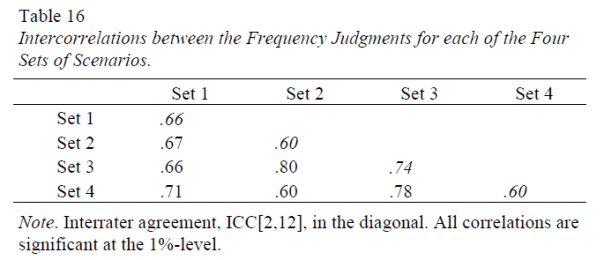 Table 16
Intercorrelations between the Frequency Judgments for each of the Four
Sets of Scenarios.
Set 1 Set 2 Set 3 Set 4
Set 1 .66
Set 2 .67 .60
Set 3 .66 .80 .74
Set 4 .71 .60 .78 .60
Note. Interrater agreement, ICC[2,12], in the diagonal. All correlations are
significant at the 1%-level.